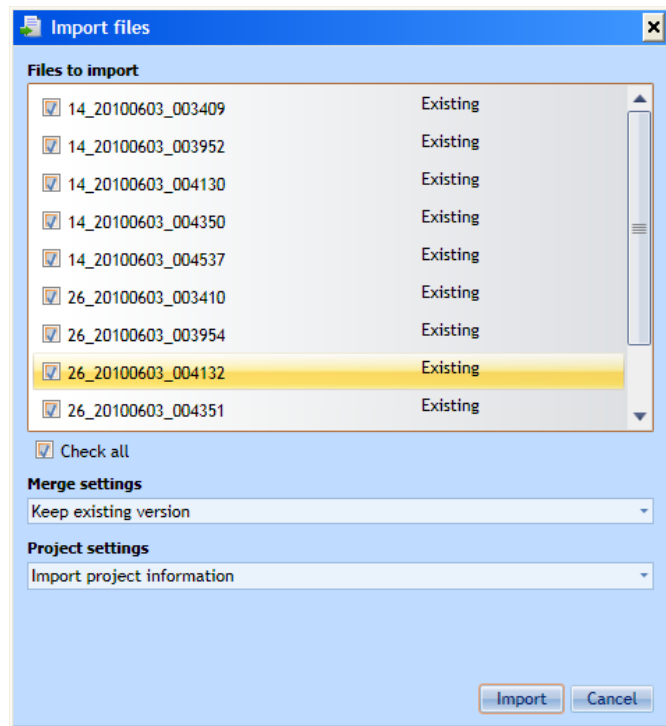 Import files
Files to import
14_20100603_003409 Existing
14_20100603_003952 Existing
14_20100603_004130 Existing
14_20100603_004350 Existing
14_20100603_004537 Existing
26_20100603_003410 Existing
26_20100603_003954 Existing
26_20100603_004132 Existing
26_20100603_004351 Existing
Check all
Merge settings
Keep existing version
Project settings
Import project information
Import Cancel